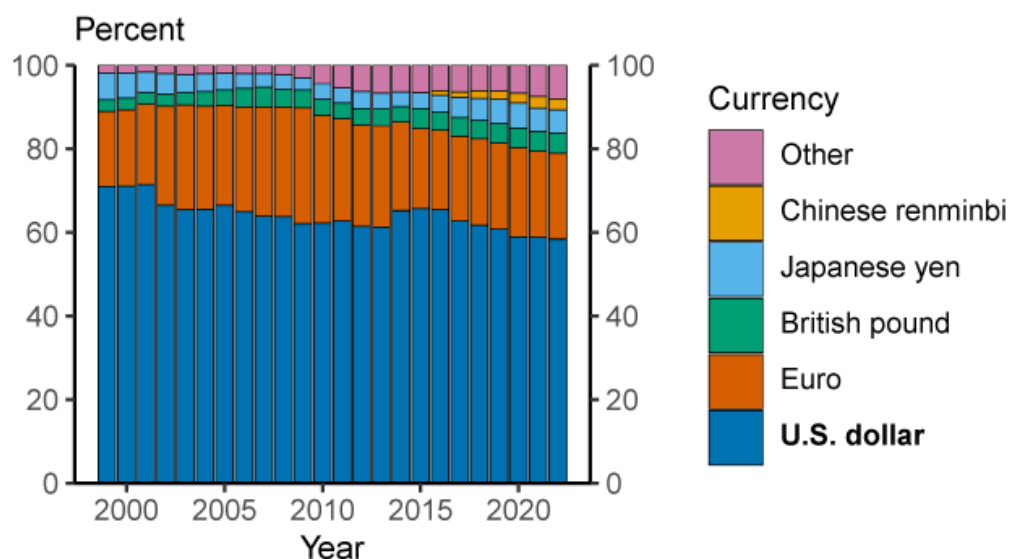 Percent
100
80
60
40
20
0
100
80
60
40
20
0
2000 2005 2010 2015 2020
Year
Currency
Other
Chinese renminbi
Japanese yen
British pound
Euro
U.S. dollar